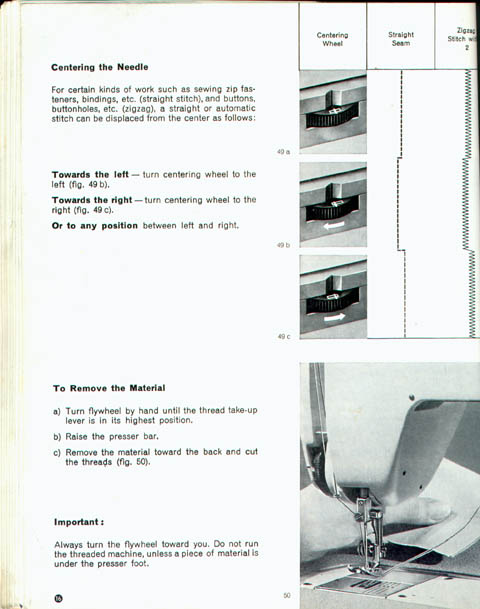 Centering
Wheel
Straight
Seam
Zigzag
Stitch
2
Centering the Needle
For certain kinds of work such as sewing zip fas-
teners, bindings, etc. (straight stitch), and buttons,
buttonholes, etc. (zigzag), a straight or automatic
stitch can be displaced from the center as follows:
49 a
Towards the left — turn centering wheel to the
left (fig. 49 b).
Towards the right — turn centering wheel to the
right (fig. 49 c).
Or to any position between left and right.
49 b
49 c
To Remove the Material
a) Turn flywheel by hand until the thread take-up
lever is in its highest position.
b) Raise the presser bar.
c) Remove the material toward the back and cut
the threads (fig. 50).
Important :
Always turn the flywheel toward you. Do not run
the threaded machine, unless a piece of material is
under the presser foot.
16
50